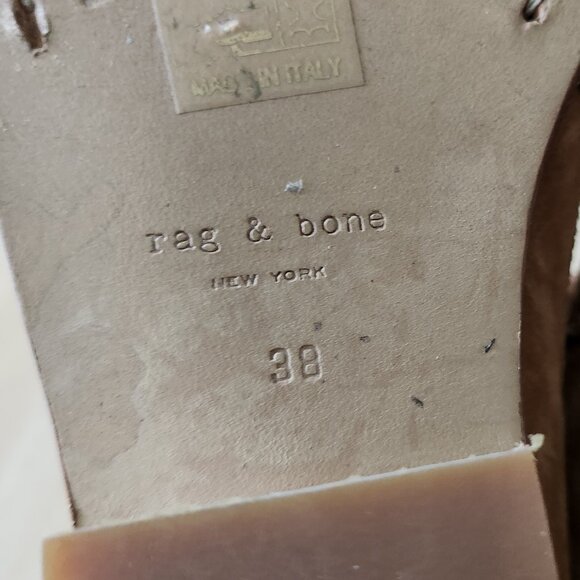 MADE IN ITALY
rag & bone
NEW YORK
38